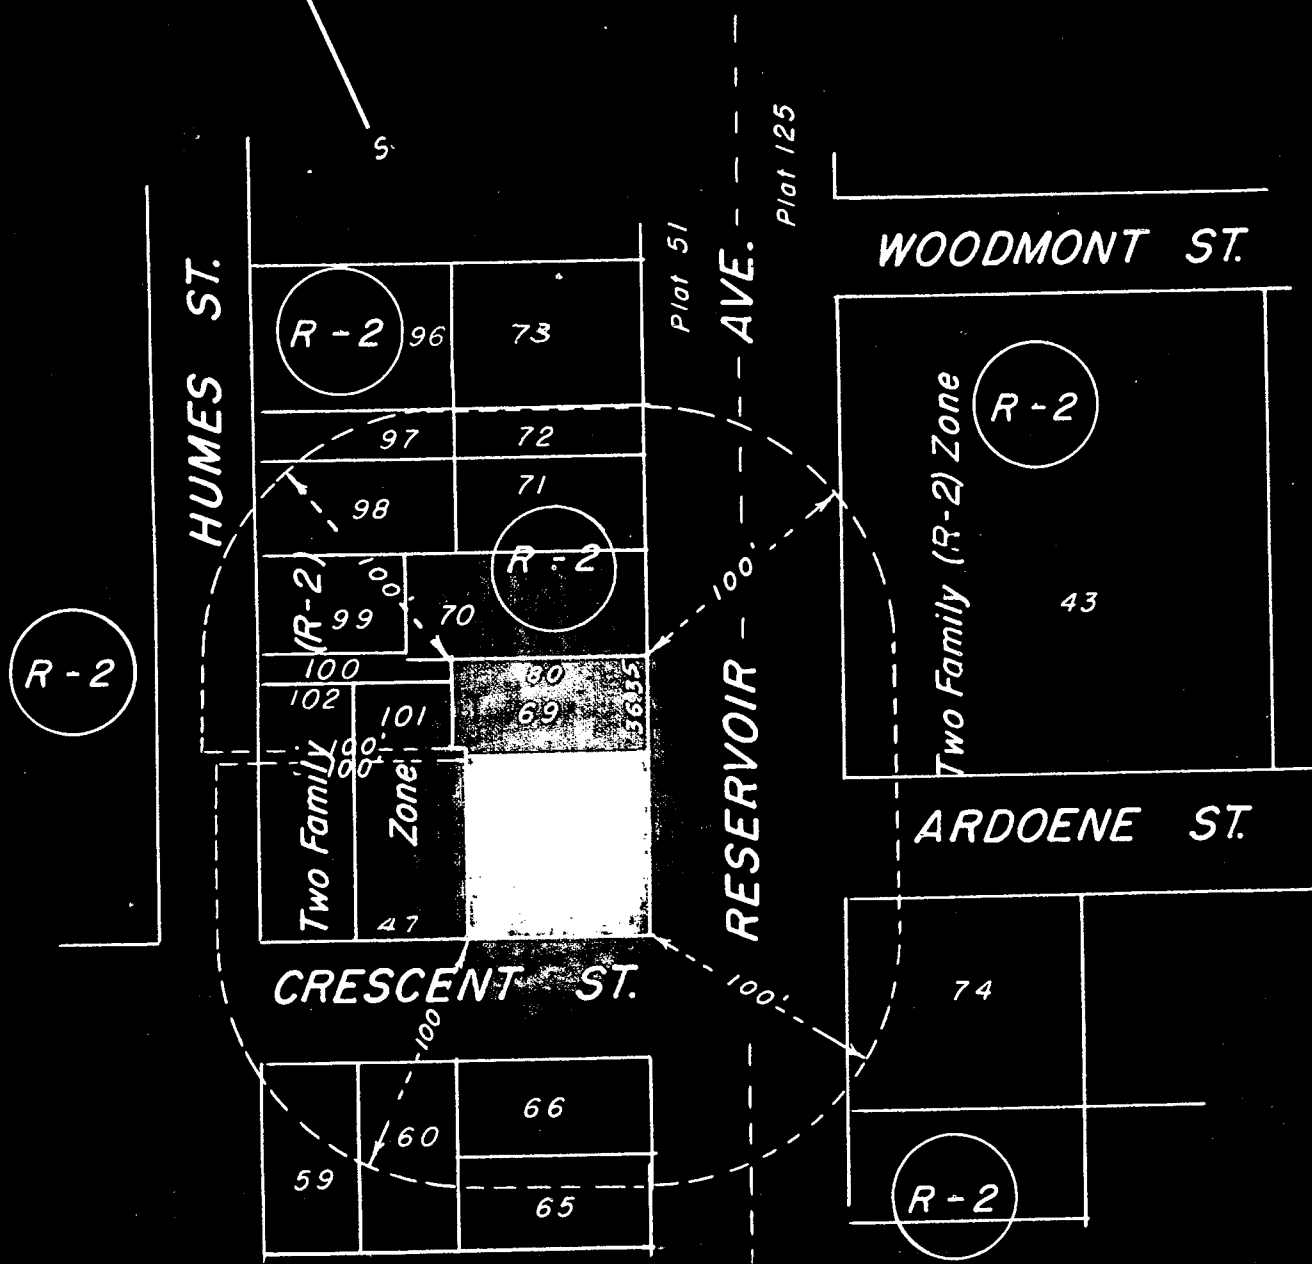 S
Plat 125
Plat 51
WOODMONT ST.
HUMES ST.
RESERVOIR AVE.
R-2
96
73
R-2
97
72
98
71
R-2
Two Family (R-2) Zone
43
100'
100'
99
70
R-2
100
80
69
36.35
102
101
100'
100'
Two Family (R-2)
Zone
47
ARDOENE ST.
CRESCENT ST.
100
100'
74
66
60
59
65
R-2